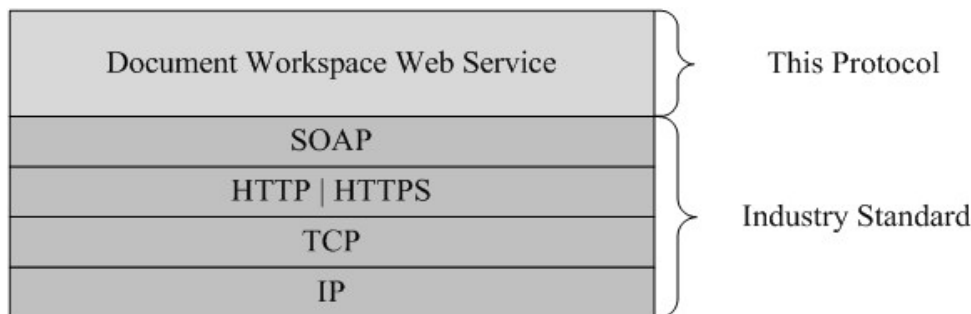 Document Workspace Web Service
This Protocol
SOAP
HTTP | HTTPS
TCP
IP
Industry Standard